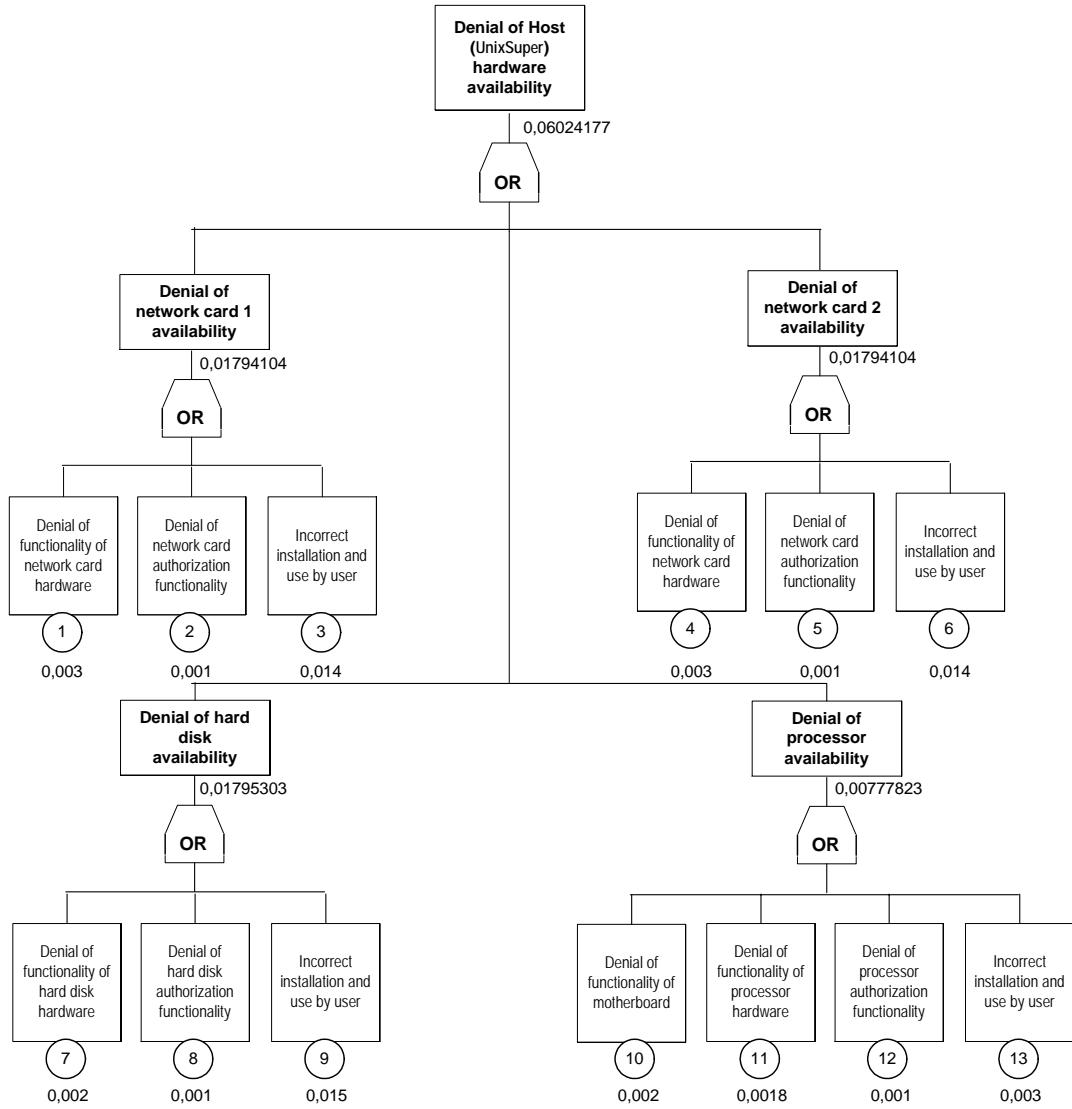 Denial of Host
(UnixSuper)
hardware
availability
0,06024177
OR
Denial of
network card 1
availability
0,01794104
OR
Denial of
network card 2
availability
0,01794104
OR
Denial of
functionality of
network card
hardware
1
0,003
Denial of
network card
authorization
functionality
2
0,001
Incorrect
installation and
use by user
3
0,014
Denial of
functionality of
network card
hardware
4
0,003
Denial of
network card
authorization
functionality
5
0,001
Incorrect
installation and
use by user
6
0,014
Denial of hard
disk
availability
0,01795303
OR
Denial of
processor
availability
0,00777823
OR
Denial of
functionality of
hard disk
hardware
7
0,002
Denial of
hard disk
authorization
functionality
8
0,001
Incorrect
installation and
use by user
9
0,015
Denial of
functionality of
motherboard
10
0,002
Denial of
functionality of
processor
hardware
11
0,0018
Denial of
processor
authorization
functionality
12
0,001
Incorrect
installation and
use by user
13
0,003